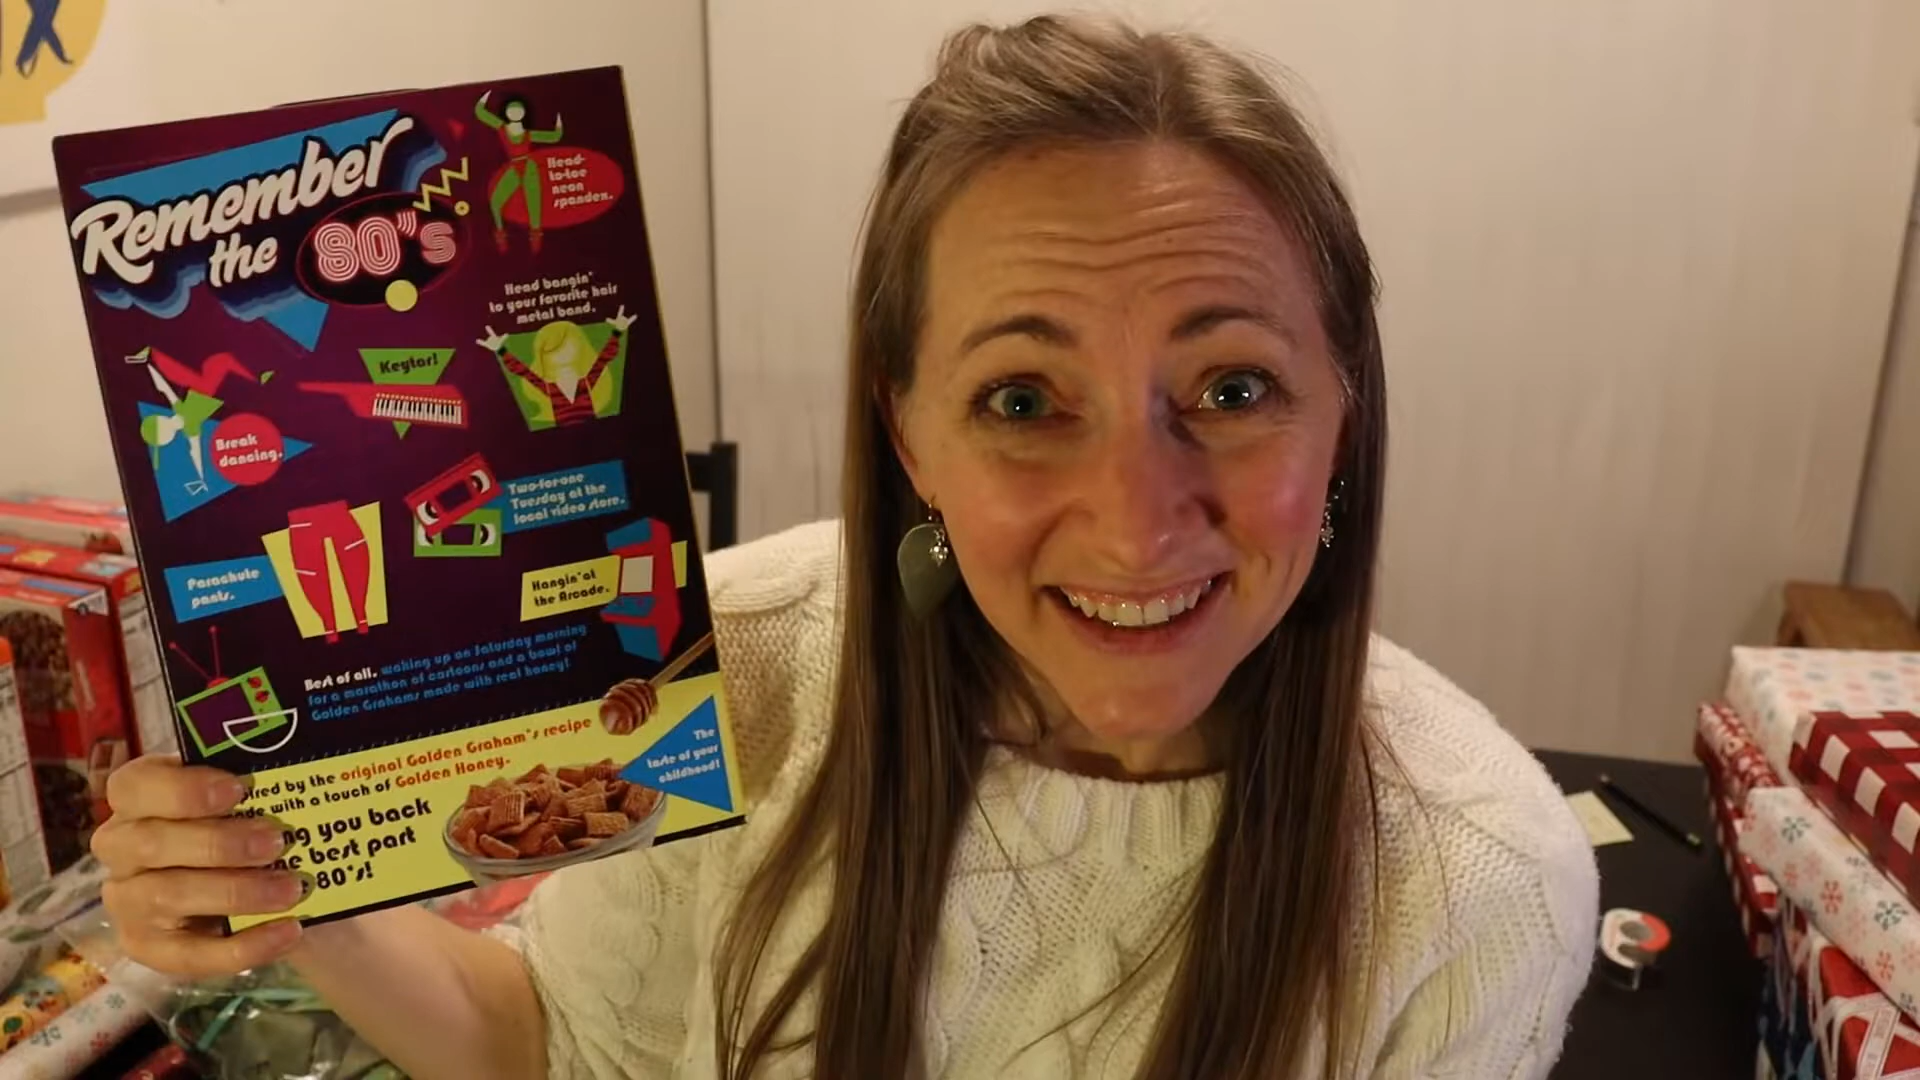 Remember
the 80's
Head-
to-toe
neon
spandex.
Head bangin'
to your favorite hair
metal band.
Keytar!
Break
dancing.
Two-for-one
Tuesday at the
local video store.
Parachute
pants.
Hangin' at
the Arcade.
Best of all, waking up on Saturday morning
for a marathon of cartoons and a bowl of
Golden Grahams made with real honey!
by the original Golden Graham's recipe
with a touch of Golden Honey.
you back
best part
80's!
The
taste of your
childhood!